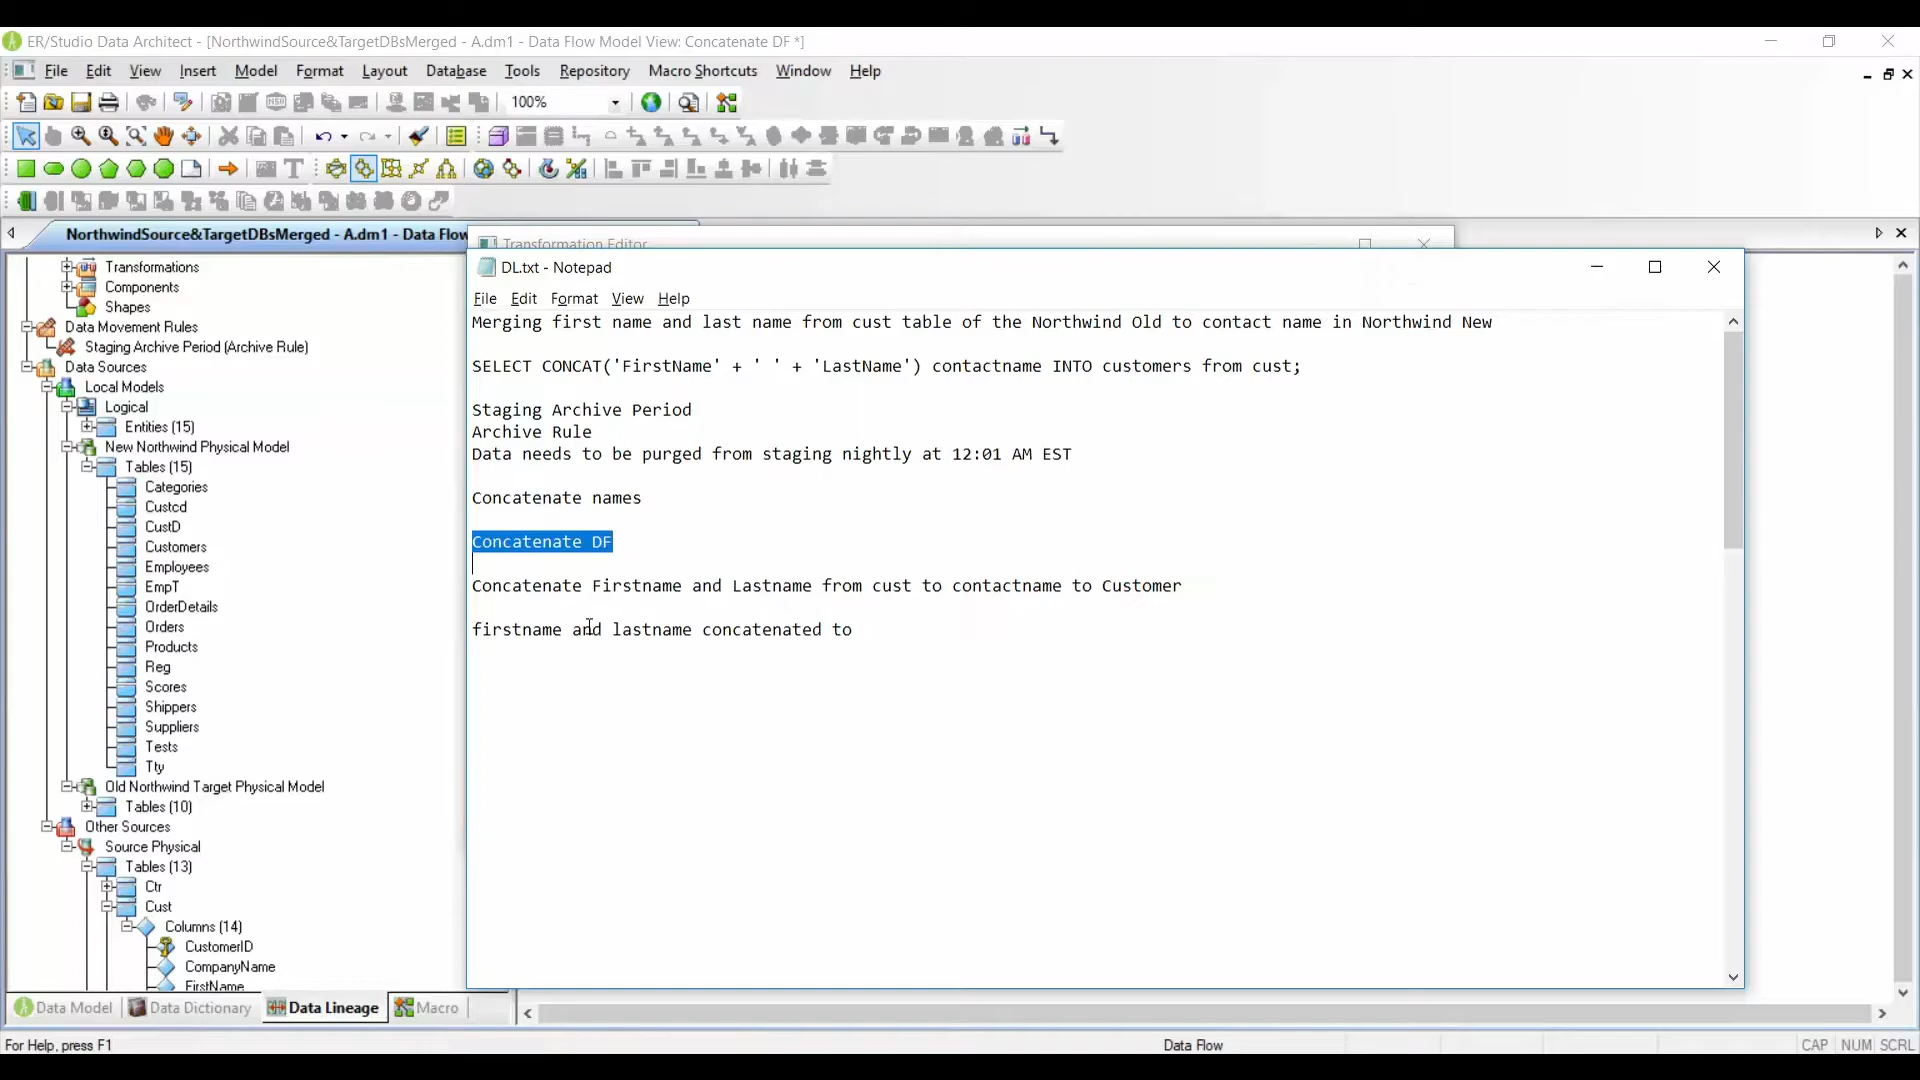 ER/Studio Data Architect - [NorthwindSource&TargetDBsMerged - A.dm1 - Data Flow Model View: Concatenate DF *]
File Edit View Insert Model Format Layout Database Tools Repository Macro Shortcuts Window Help
100%
NorthwindSource&TargetDBsMerged - A.dm1 - Data Flow
Transformation Editor
Transformations
Components
Shapes
Data Movement Rules
Staging Archive Period (Archive Rule)
Data Sources
Local Models
Logical
Entities (15)
New Northwind Physical Model
Tables (15)
Categories
Custcd
CustD
Customers
Employees
EmpT
OrderDetails
Orders
Products
Reg
Scores
Shippers
Suppliers
Tests
Tty
Old Northwind Target Physical Model
Tables (10)
Other Sources
Source Physical
Tables (13)
Ctr
Cust
Columns (14)
CustomerID
CompanyName
FirstName
DL.txt - Notepad
File Edit Format View Help
Merging first name and last name from cust table of the Northwind Old to contact name in Northwind New
SELECT CONCAT('FirstName' + ' ' + 'LastName') contactname INTO customers from cust;
Staging Archive Period
Archive Rule
Data needs to be purged from staging nightly at 12:01 AM EST
Concatenate names
Concatenate DF
Concatenate Firstname and Lastname from cust to contactname to Customer
firstname and lastname concatenated to
Data Model Data Dictionary Data Lineage Macro
For Help, press F1 Data Flow CAP NUM SCRL